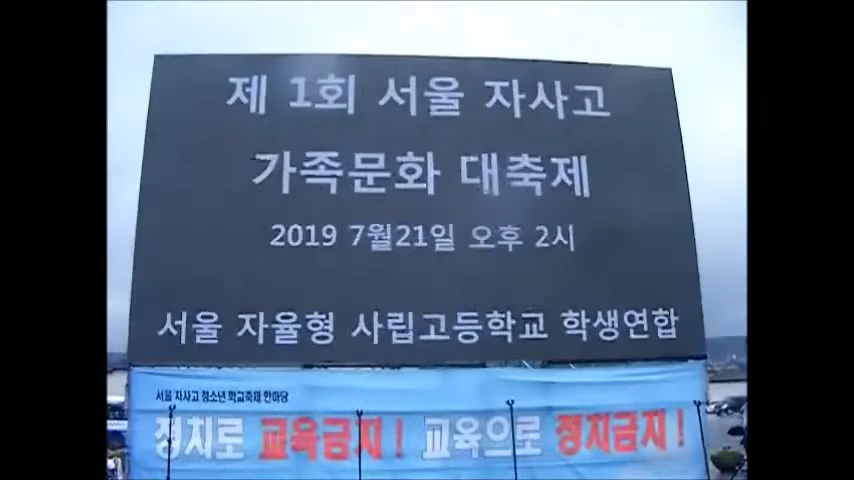 제 1회 서울 자사고
가족문화 대축제
2019 7월21일 오후 2시
서울 자율형 사립고등학교 학생연합
서울 자사고 청소년 학교축제 한마당
정치로 교육금지! 교육으로 정치금지!